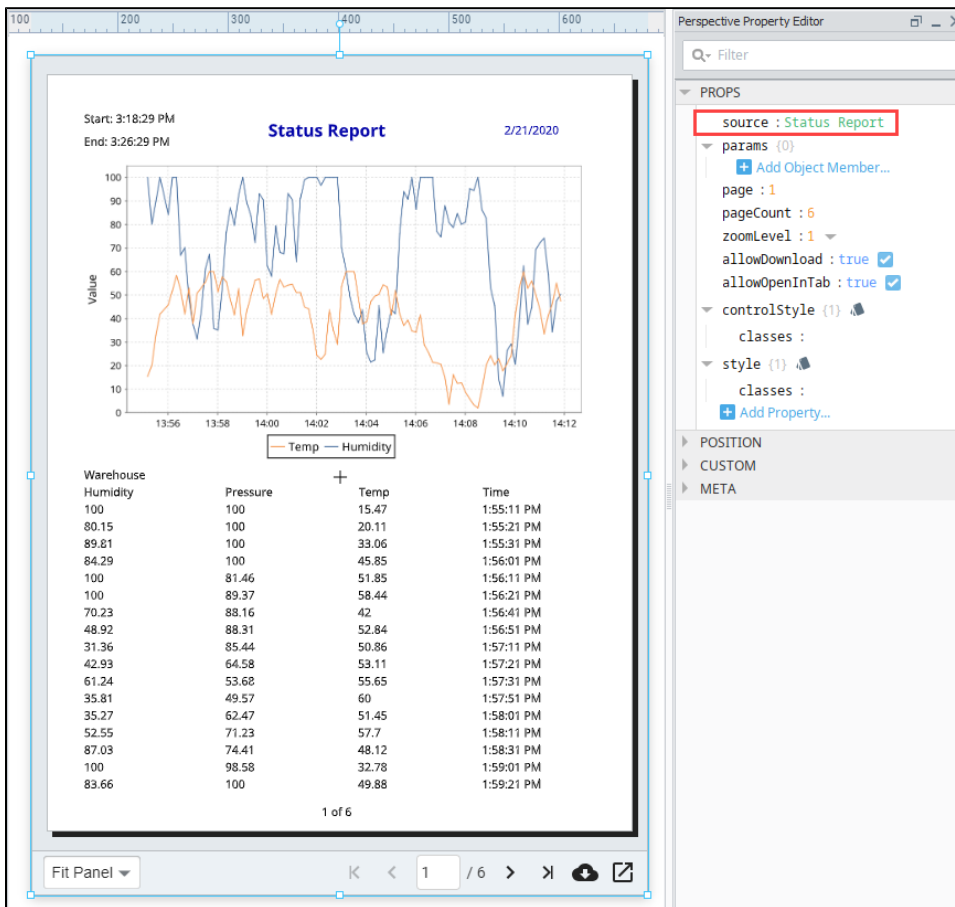 100 200 300 400 500 600
Start: 3:18:29 PM
End: 3:26:29 PM
Status Report
2/21/2020
Value
100
90
80
70
60
50
40
30
20
10
0
13:56 13:58 14:00 14:02 14:04 14:06 14:08 14:10 14:12
Temp Humidity
Warehouse
Humidity Pressure Temp Time
100 100 15.47 1:55:11 PM
80.15 100 20.11 1:55:21 PM
89.81 100 33.06 1:55:31 PM
84.29 100 45.85 1:56:01 PM
100 81.46 51.85 1:56:11 PM
100 89.37 58.44 1:56:21 PM
70.23 88.16 42 1:56:41 PM
48.92 88.31 52.84 1:56:51 PM
31.36 85.44 50.86 1:57:11 PM
42.93 64.58 53.11 1:57:21 PM
61.24 53.68 55.65 1:57:31 PM
35.81 49.57 60 1:57:51 PM
35.27 62.47 51.45 1:58:01 PM
52.55 71.23 57.7 1:58:11 PM
87.03 74.41 48.12 1:58:31 PM
100 98.58 32.78 1:59:01 PM
83.66 100 49.88 1:59:21 PM
1 of 6
Fit Panel 1 / 6
Perspective Property Editor
Filter
PROPS
source : Status Report
params {0}
Add Object Member...
page : 1
pageCount : 6
zoomLevel : 1
allowDownload : true
allowOpenInTab : true
controlStyle {1}
classes :
style {1}
classes :
Add Property...
POSITION
CUSTOM
META